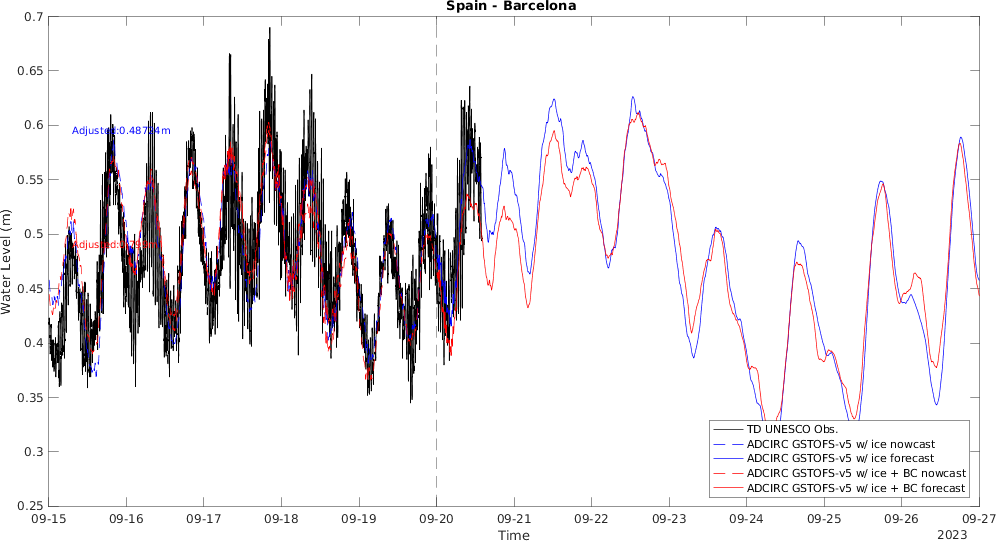 Spain - Barcelona
Water Level (m)
0.7
0.65
0.6
0.55
0.5
0.45
0.4
0.35
0.3
0.25
Adjusted:0.48724m
TD UNESCO Obs.
ADCIRC GSTOFS-v5 w/ ice nowcast
ADCIRC GSTOFS-v5 w/ ice forecast
ADCIRC GSTOFS-v5 w/ ice + BC nowcast
ADCIRC GSTOFS-v5 w/ ice + BC forecast
09-15 09-16 09-17 09-18 09-19 09-20 09-21 09-22 09-23 09-24 09-25 09-26 09-27
Time
2023